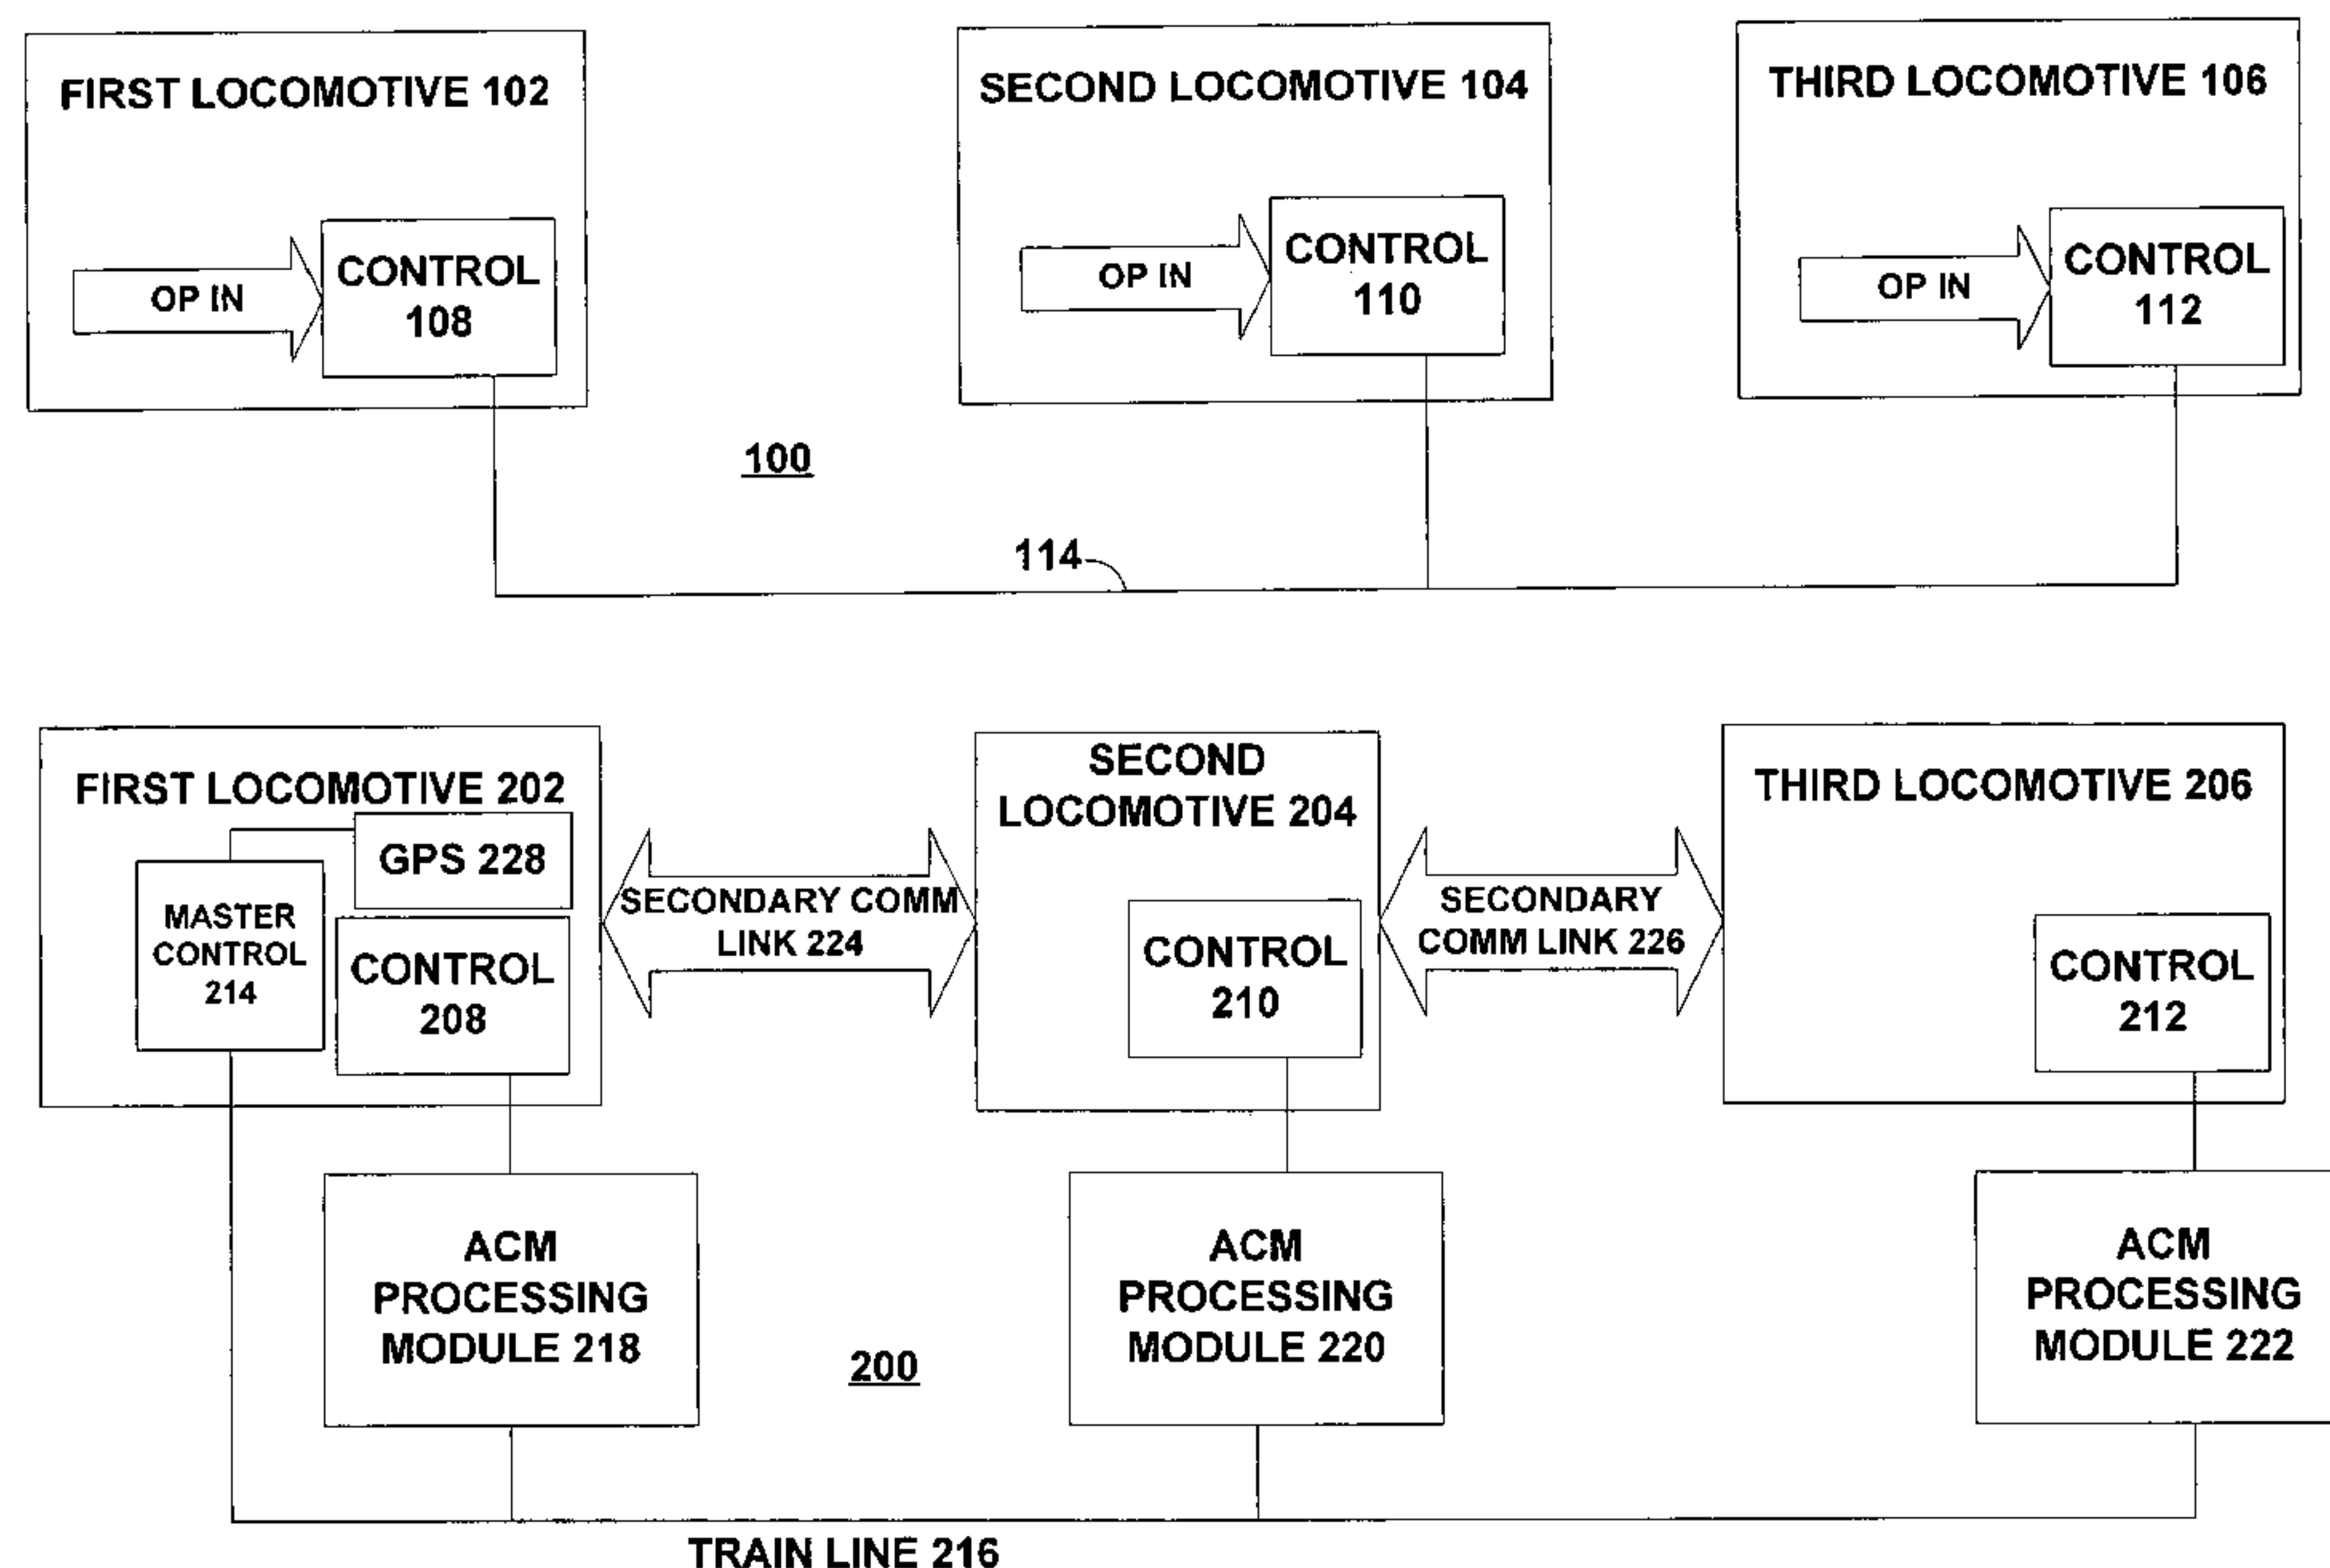 FIRST LOCOMOTIVE 102
OP IN
CONTROL
108
SECOND LOCOMOTIVE 104
OP IN
CONTROL
110
THIRD LOCOMOTIVE 106
OP IN
CONTROL
112
100
114
FIRST LOCOMOTIVE 202
GPS 228
MASTER
CONTROL
214
CONTROL
208
SECONDARY COMM
LINK 224
SECOND
LOCOMOTIVE 204
CONTROL
210
SECONDARY
COMM LINK 226
THIRD LOCOMOTIVE 206
CONTROL
212
ACM
PROCESSING
MODULE 218
200
ACM
PROCESSING
MODULE 220
ACM
PROCESSING
MODULE 222
TRAIN LINE 216